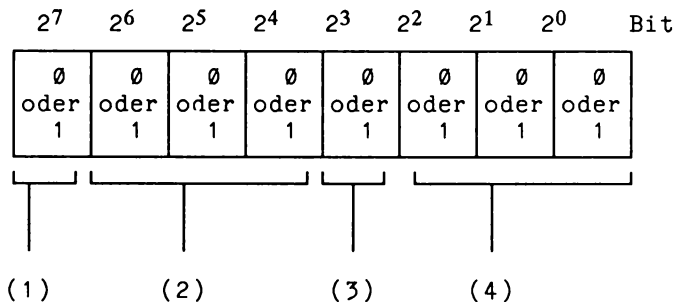 2⁷ 2⁶ 2⁵ 2⁴ 2³ 2² 2¹ 2⁰ Bit
Ø Ø Ø Ø Ø Ø Ø Ø
oder oder oder oder oder oder oder oder
1 1 1 1 1 1 1 1
(1) (2) (3) (4)